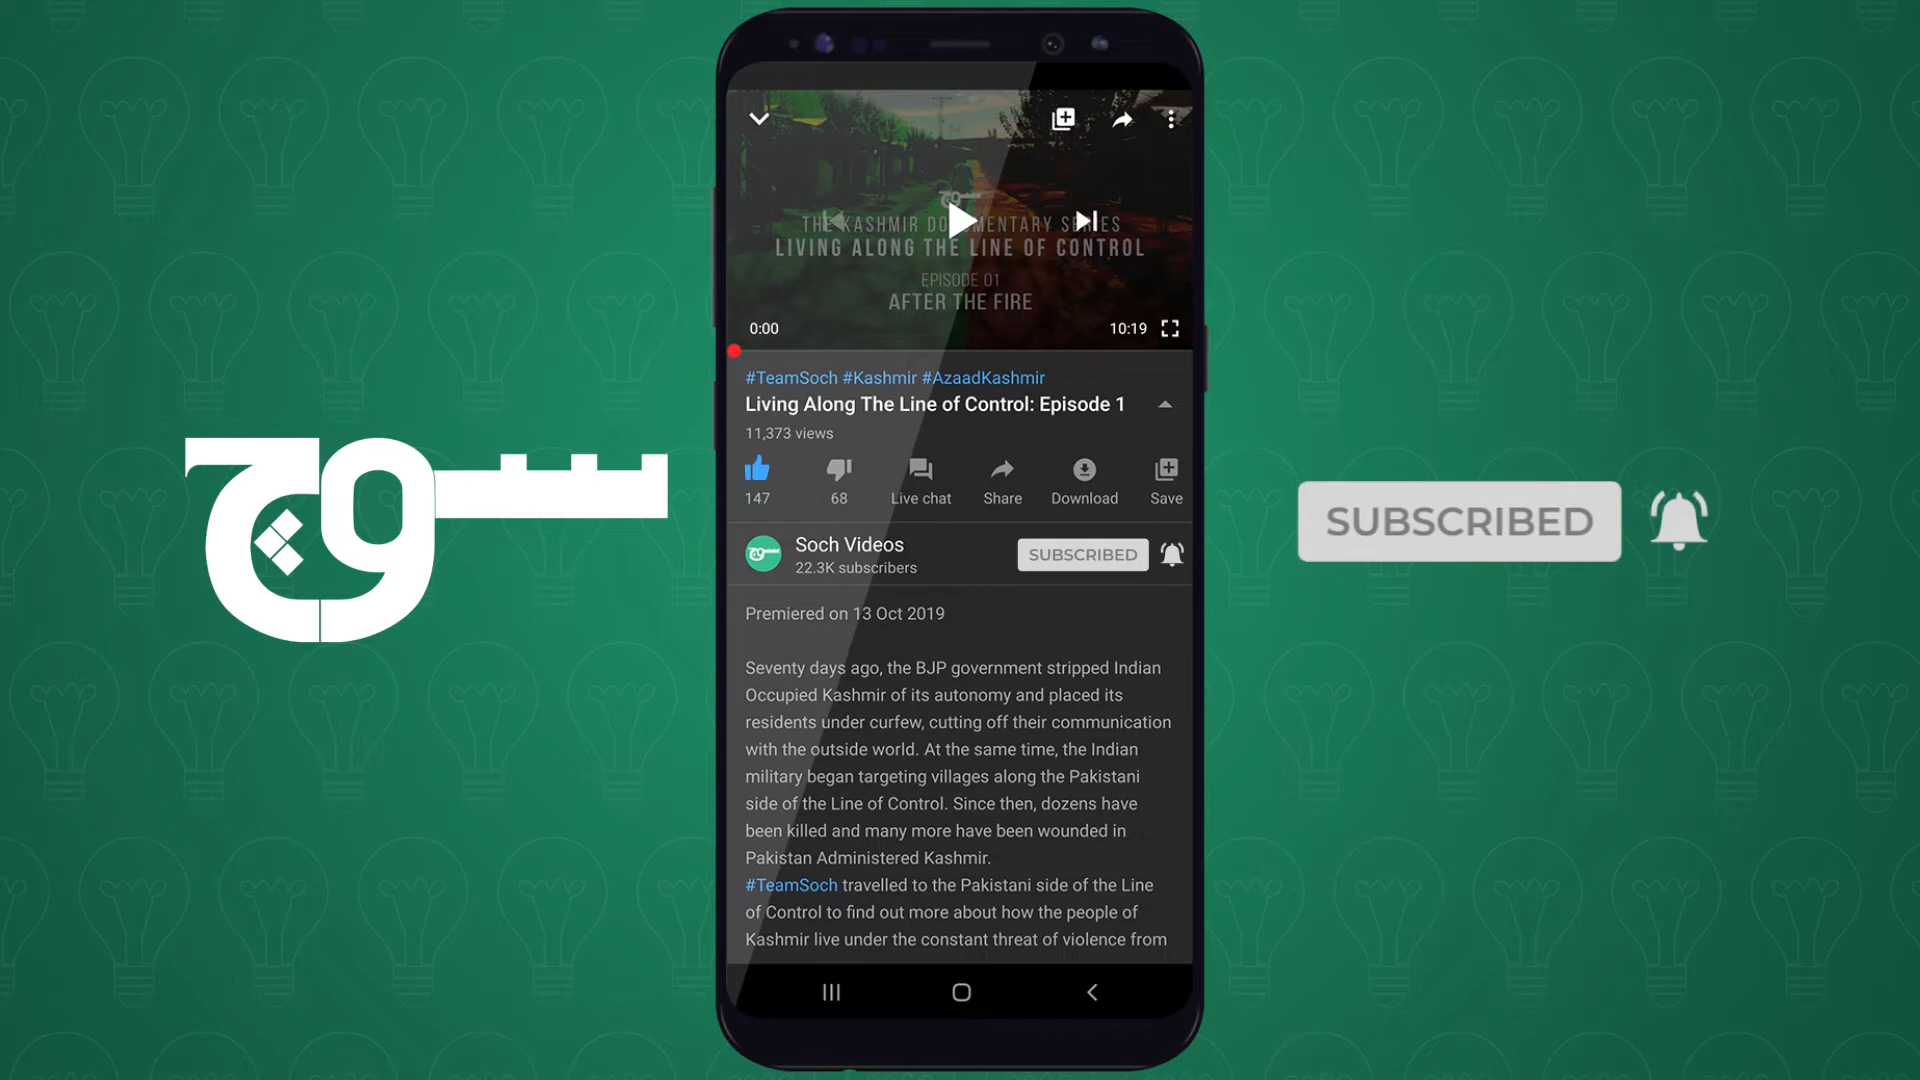 سوچ
THE KASHMIR DOCUMENTARY SERIES
LIVING ALONG THE LINE OF CONTROL
EPISODE 01
AFTER THE FIRE
0:00
10:19
#TeamSoch #Kashmir #AzaadKashmir
Living Along The Line of Control: Episode 1
11,373 views
147
68
Live chat
Share
Download
Save
سوچ
Soch Videos
22.3K subscribers
SUBSCRIBED
Premiered on 13 Oct 2019
Seventy days ago, the BJP government stripped Indian
Occupied Kashmir of its autonomy and placed its
residents under curfew, cutting off their communication
with the outside world. At the same time, the Indian
military began targeting villages along the Pakistani
side of the Line of Control. Since then, dozens have
been killed and many more have been wounded in
Pakistan Administered Kashmir.
#TeamSoch travelled to the Pakistani side of the Line
of Control to find out more about how the people of
Kashmir live under the constant threat of violence from
سوچ
SUBSCRIBED